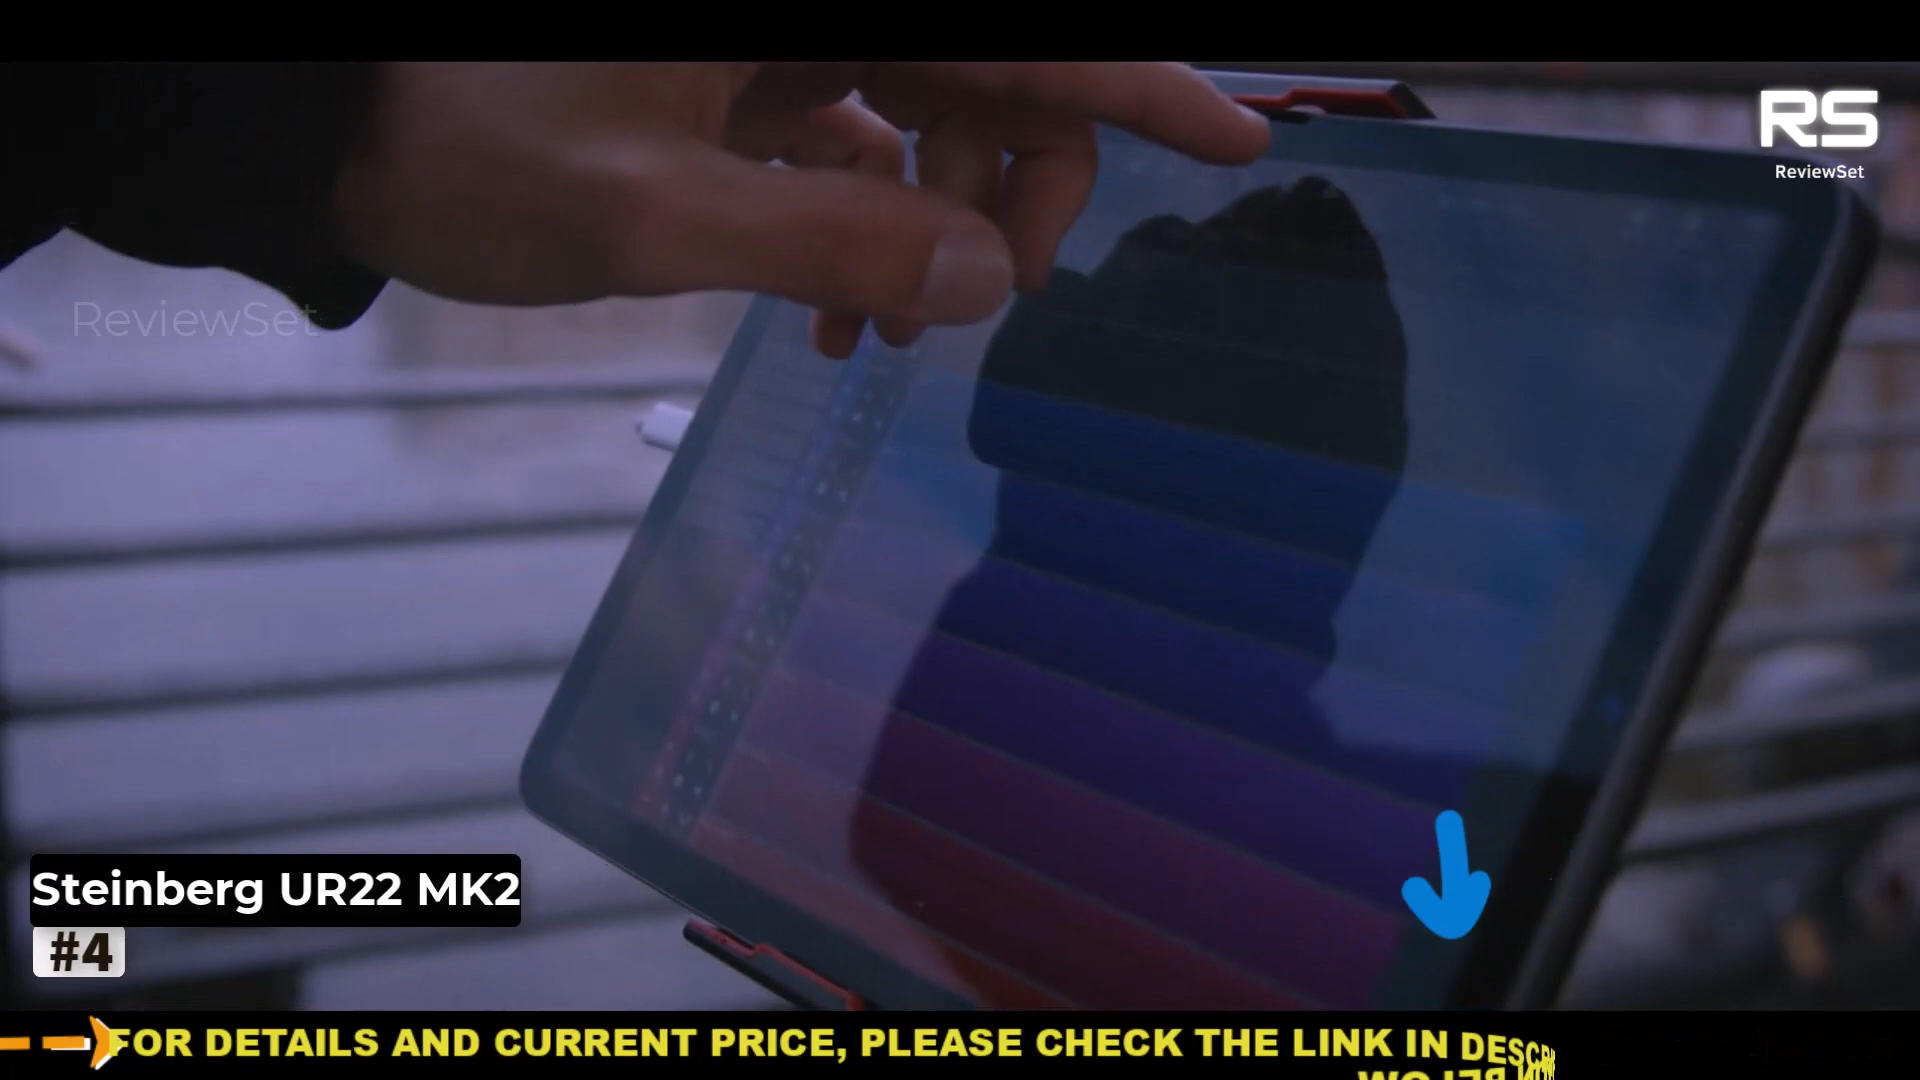 RS
ReviewSet
ReviewSet
Steinberg UR22 MK2
#4
FOR DETAILS AND CURRENT PRICE, PLEASE CHECK THE LINK IN